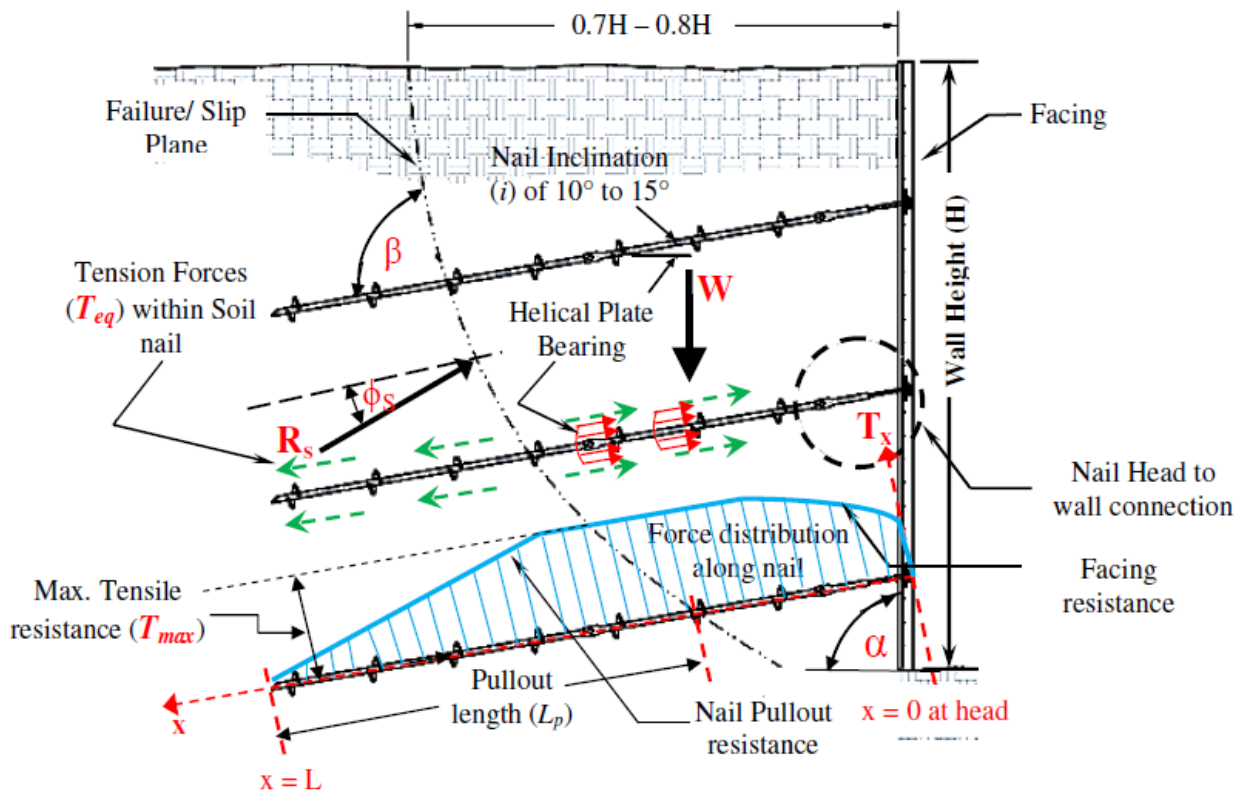 0.7H – 0.8H
Failure/ Slip
Plane
Facing
Nail Inclination
(i) of 10° to 15°
β
Wall Height (H)
Tension Forces
(Teq) within Soil
nail
W
Helical Plate
Bearing
ϕS
Rs
Tx
Nail Head to
wall connection
Force distribution
along nail
Max. Tensile
resistance (Tmax)
Facing
resistance
α
Pullout
length (Lp)
Nail Pullout
resistance
x = 0 at head
x
x = L